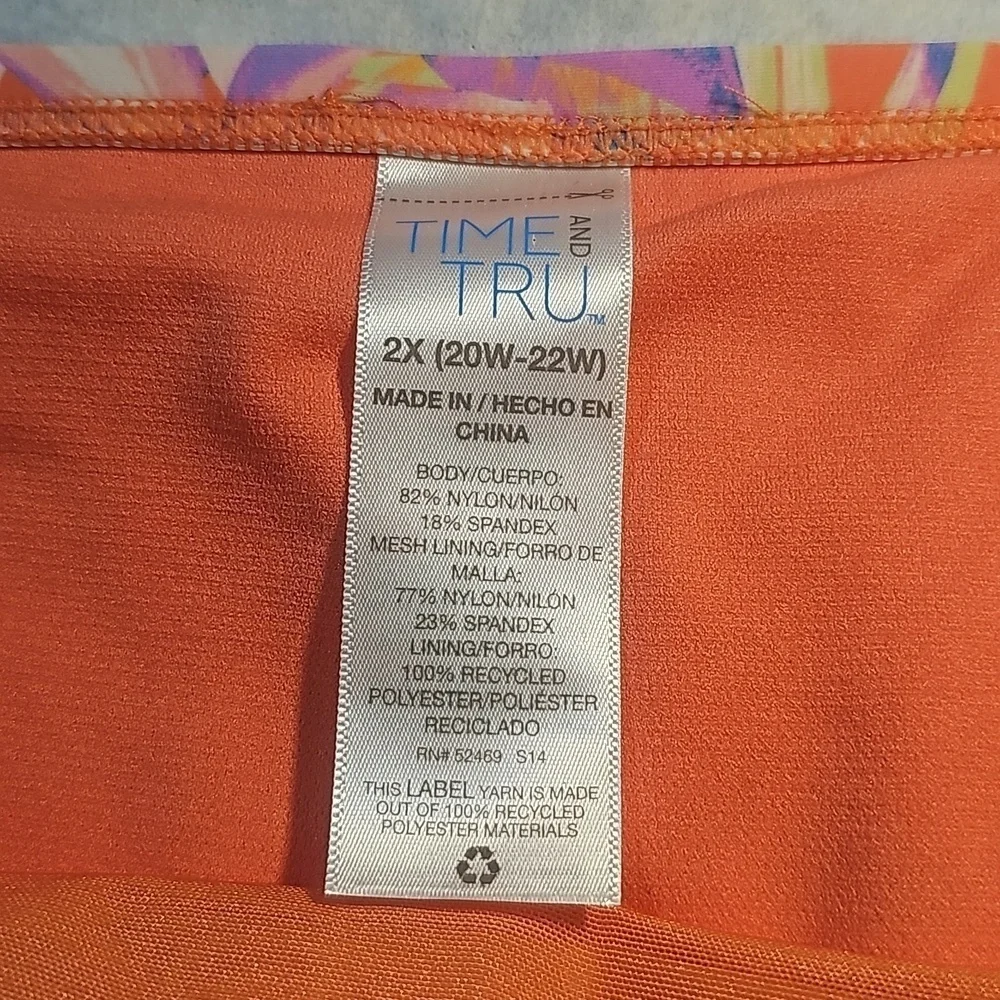 TIME AND
TRU™
2X (20W-22W)
MADE IN / HECHO EN
CHINA
BODY/CUERPO:
82% NYLON/NILÓN
18% SPANDEX
MESH LINING/FORRO DE
MALLA:
77% NYLON/NILÓN
23% SPANDEX
LINING/FORRO:
100% RECYCLED
POLYESTER/POLIÉSTER
RECICLADO
RN# 52469 S14
THIS LABEL YARN IS MADE
OUT OF 100% RECYCLED
POLYESTER MATERIALS